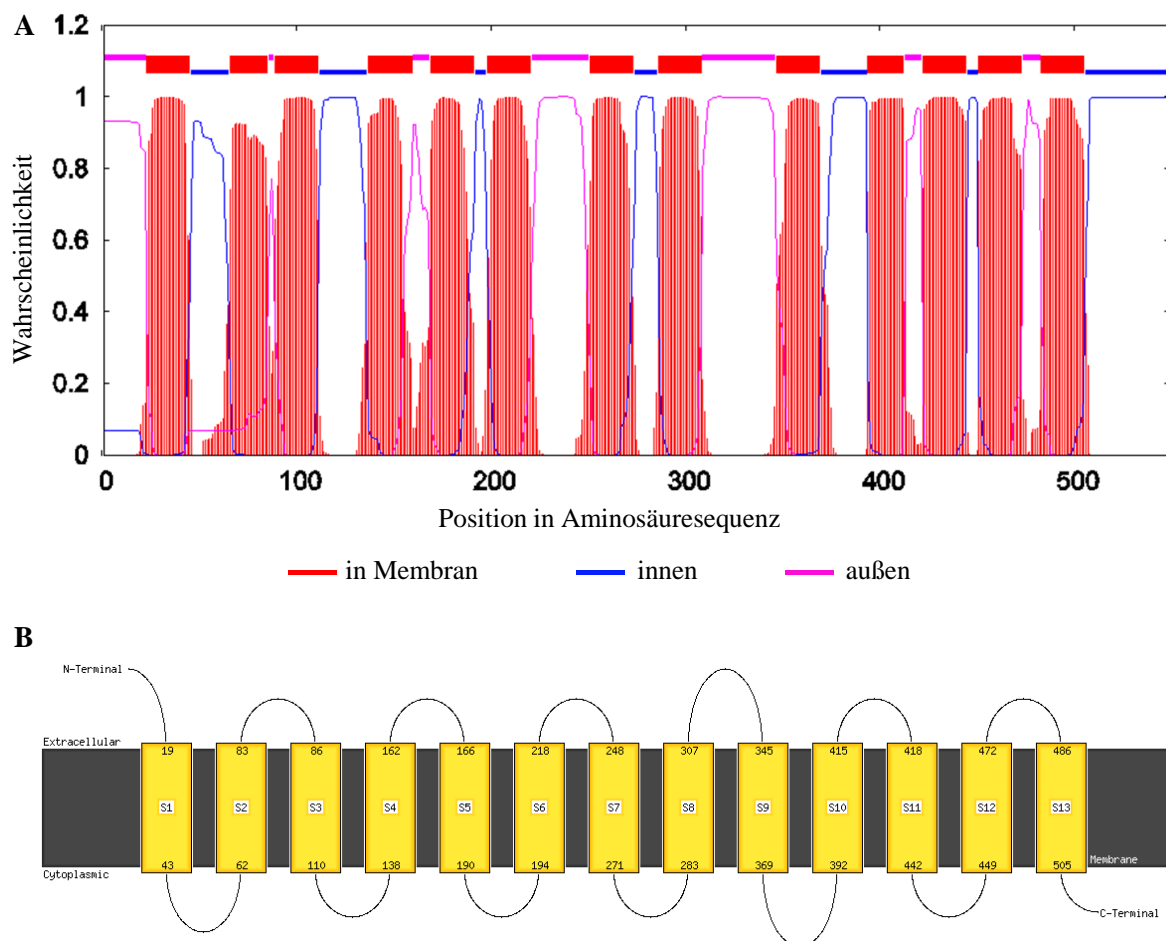 A
1.2
1
0.8
0.6
0.4
0.2
0
Wahrscheinlichkeit
0 100 200 300 400 500
Position in Aminosäuresequenz
in Membran innen außen
B
N-Terminal
Extracellular
19 83 86 162 166 218 248 307 345 415 418 472 486
S1 S2 S3 S4 S5 S6 S7 S8 S9 S10 S11 S12 S13
Membrane
43 62 110 138 190 194 271 283 369 392 442 449 505
Cytoplasmic
C-Terminal